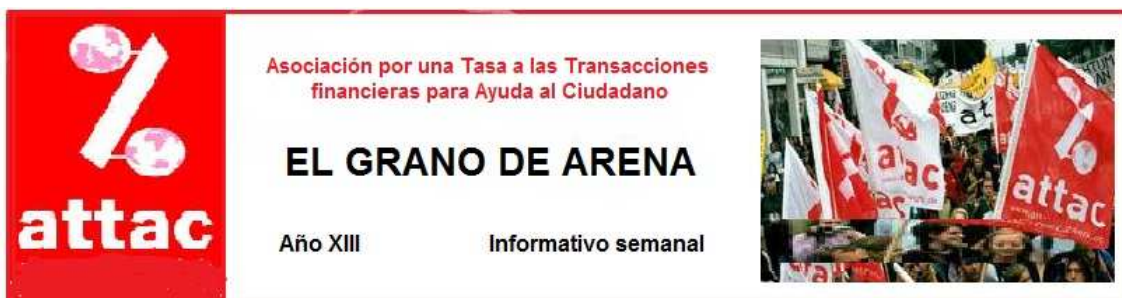 attac
Asociación por una Tasa a las Transacciones
financieras para Ayuda al Ciudadano
EL GRANO DE ARENA
Año XIII Informativo semanal
attac
attac